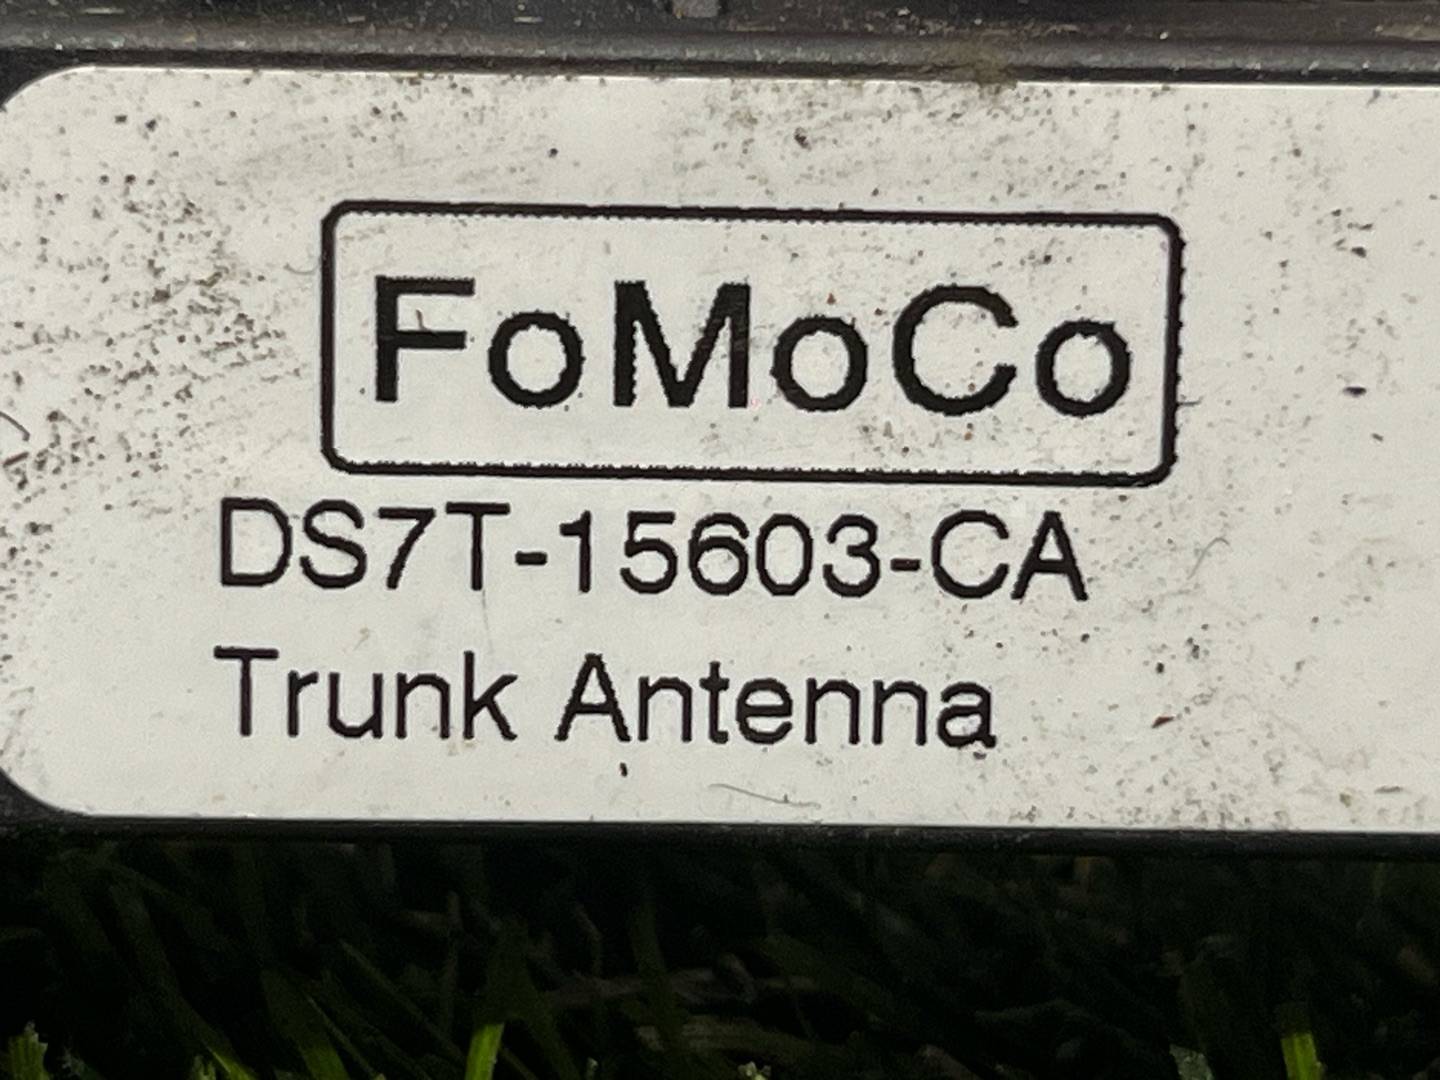 FoMoCo
DS7T-15603-CA
Trunk Antenna